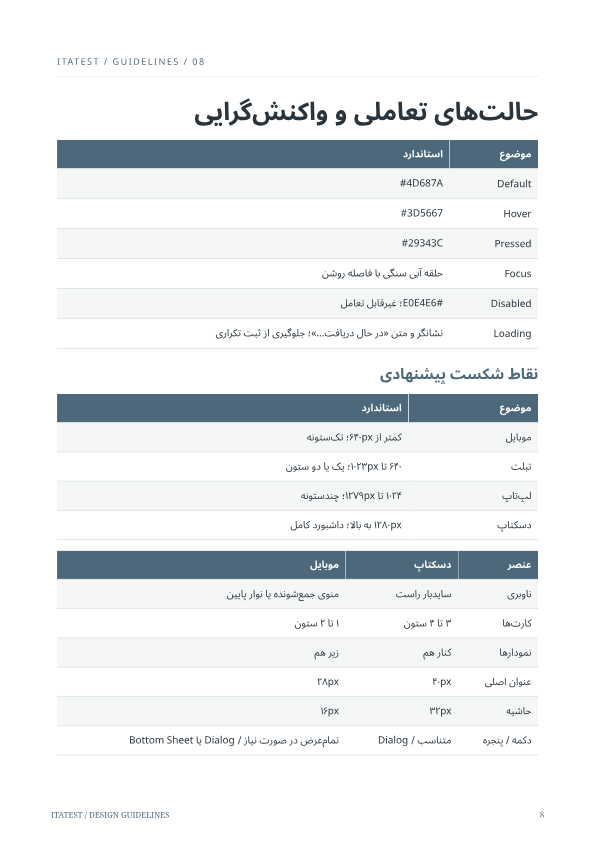 ITATEST / GUIDELINES / 08
حالت‌های تعاملی و واکنش‌گرایی
موضوع استاندارد
Default #4D687A
Hover #3D5667
Pressed #29343C
Focus حلقه آبی سنگی با فاصله روشن
Disabled #E0E4E6؛ غیرقابل تعامل
Loading نشانگر و متن «در حال دریافت...»؛ جلوگیری از ثبت تکراری
نقاط شکست پیشنهادی
موضوع استاندارد
موبایل کمتر از ۶۴۰px؛ تک‌ستونه
تبلت ۶۴۰ تا ۱۰۲۳px؛ یک یا دو ستون
لپ‌تاپ ۱۰۲۴ تا ۱۲۷۹px؛ چندستونه
دسکتاپ ۱۲۸۰px به بالا؛ داشبورد کامل
عنصر دسکتاپ موبایل
ناوبری سایدبار راست منوی جمع‌شونده یا نوار پایین
کارت‌ها ۳ تا ۴ ستون ۱ تا ۲ ستون
نمودارها کنار هم زیر هم
عنوان اصلی ۴۰px ۲۸px
حاشیه ۳۲px ۱۶px
دکمه / پنجره متناسب / Dialog تمام‌عرض در صورت نیاز / Dialog یا Bottom Sheet
ITATEST / DESIGN GUIDELINES 8